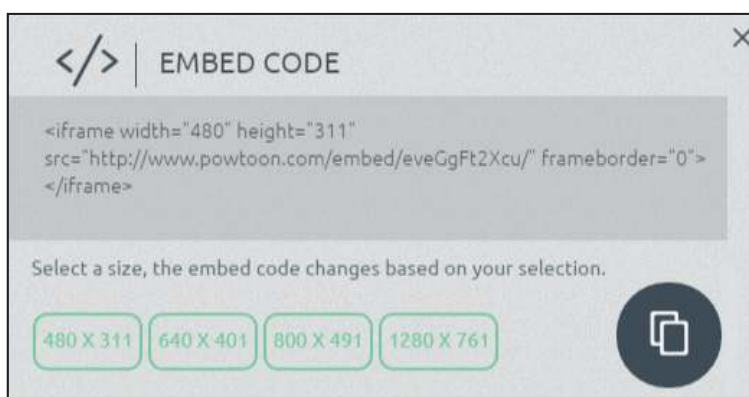 </> | EMBED CODE
<iframe width="480" height="311"
src="http://www.powtoon.com/embed/eveGgFt2Xcu/" frameborder="0">
</iframe>
Select a size, the embed code changes based on your selection.
480 X 311 640 X 401 800 X 491 1280 X 761